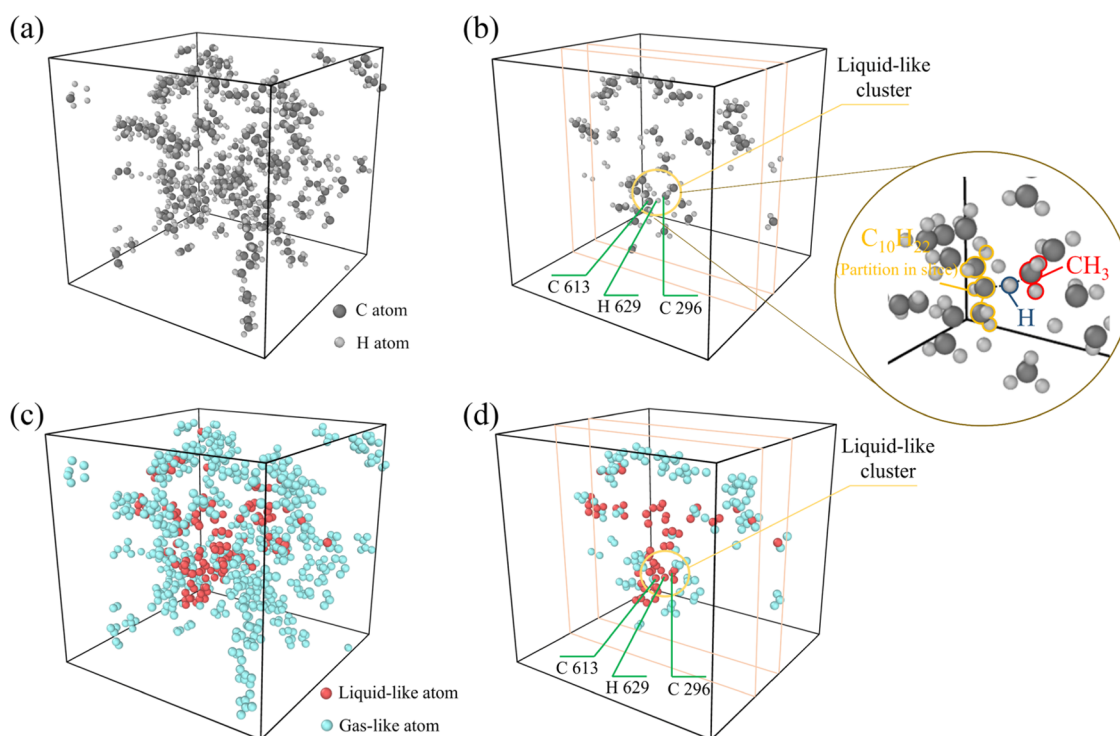 (a)
C atom
H atom
(b)
Liquid-like
cluster
C 613
H 629
C 296
C10H22
(Partition in slice)
CH3
H
(c)
Liquid-like atom
Gas-like atom
(d)
Liquid-like
cluster
C 613
H 629
C 296